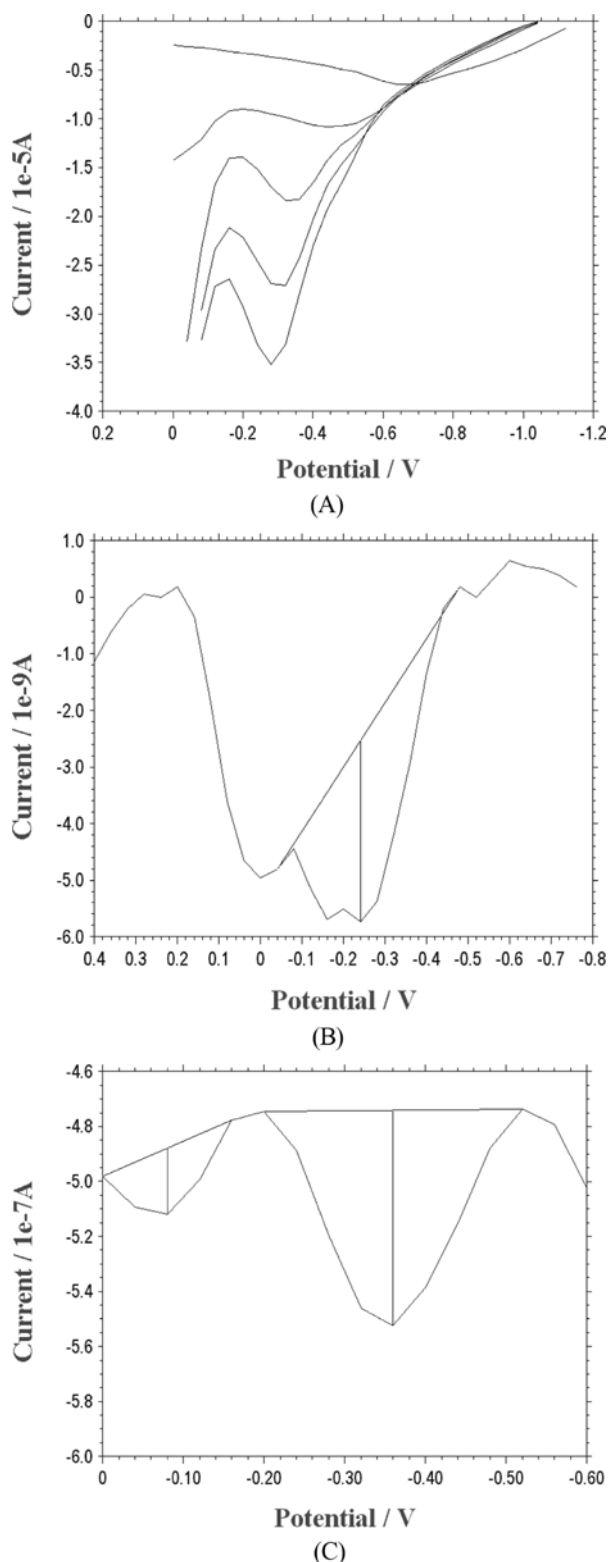 0
-0.5
-1.0
-1.5
-2.0
-2.5
-3.0
-3.5
-4.0
Current / 1e-5A
0.2 0 -0.2 -0.4 -0.6 -0.8 -1.0 -1.2
Potential / V
(A)
1.0
0
-1.0
-2.0
-3.0
-4.0
-5.0
-6.0
Current / 1e-9A
0.4 0.3 0.2 0.1 0 -0.1 -0.2 -0.3 -0.4 -0.5 -0.6 -0.7 -0.8
Potential / V
(B)
-4.6
-4.8
-5.0
-5.2
-5.4
-5.6
-5.8
-6.0
Current / 1e-7A
0 -0.10 -0.20 -0.30 -0.40 -0.50 -0.60
Potential / V
(C)